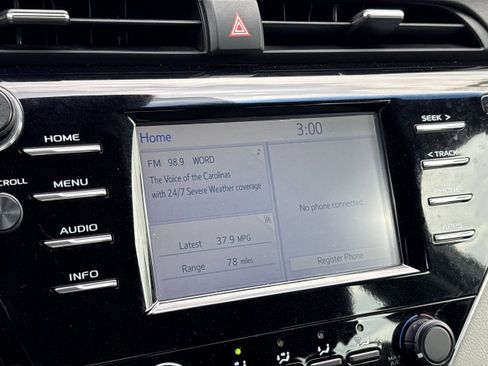 HOME
MENU
AUDIO
INFO
SCROLL
Home
3:00
FM 98.9 WORD
The Voice of the Carolinas
with 24/7 Severe Weather coverage
Latest 37.9 MPG
Range 78 miles
No phone connected.
Register Phone
SEEK >
< TRACK
PHONE
APPS
MAX
A/C